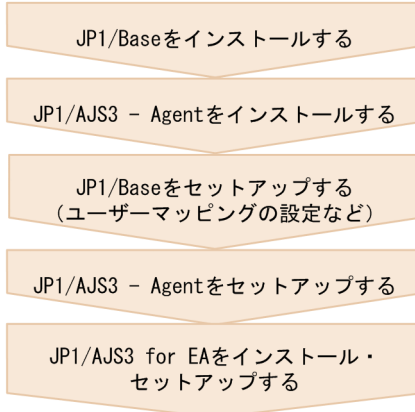 JP1/Baseをインストールする
JP1/AJS3 - Agentをインストールする
JP1/Baseをセットアップする
（ユーザーマッピングの設定など）
JP1/AJS3 - Agentをセットアップする
JP1/AJS3 for EAをインストール・
セットアップする